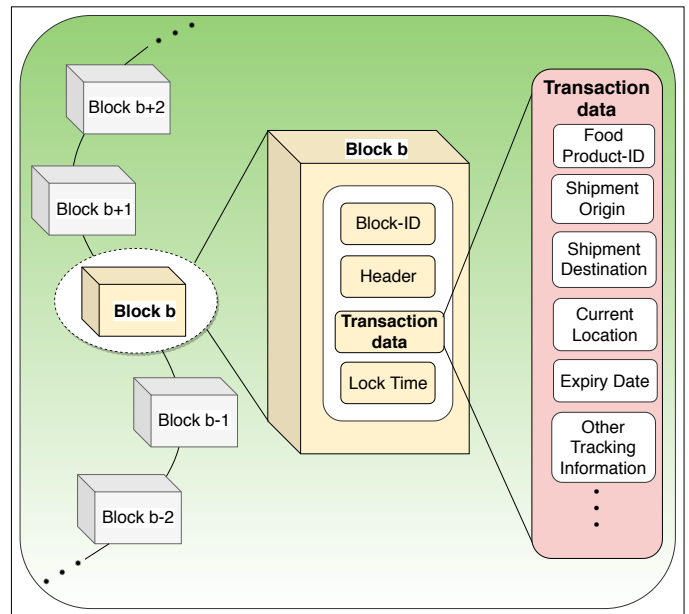 Block b+2
Block b+1
Block b
Block b-1
Block b-2
Block b
Block-ID
Header
Transaction
data
Lock Time
Transaction
data
Food
Product-ID
Shipment
Origin
Shipment
Destination
Current
Location
Expiry Date
Other
Tracking
Information